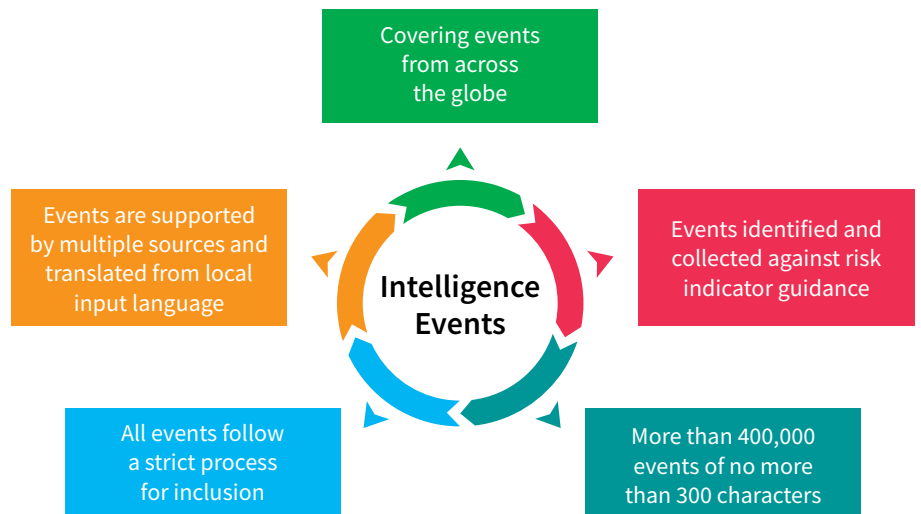 Covering events
from across
the globe
Events are supported
by multiple sources and
translated from local
input language
Events identified and
collected against risk
indicator guidance
Intelligence
Events
All events follow
a strict process
for inclusion
More than 400,000
events of no more
than 300 characters